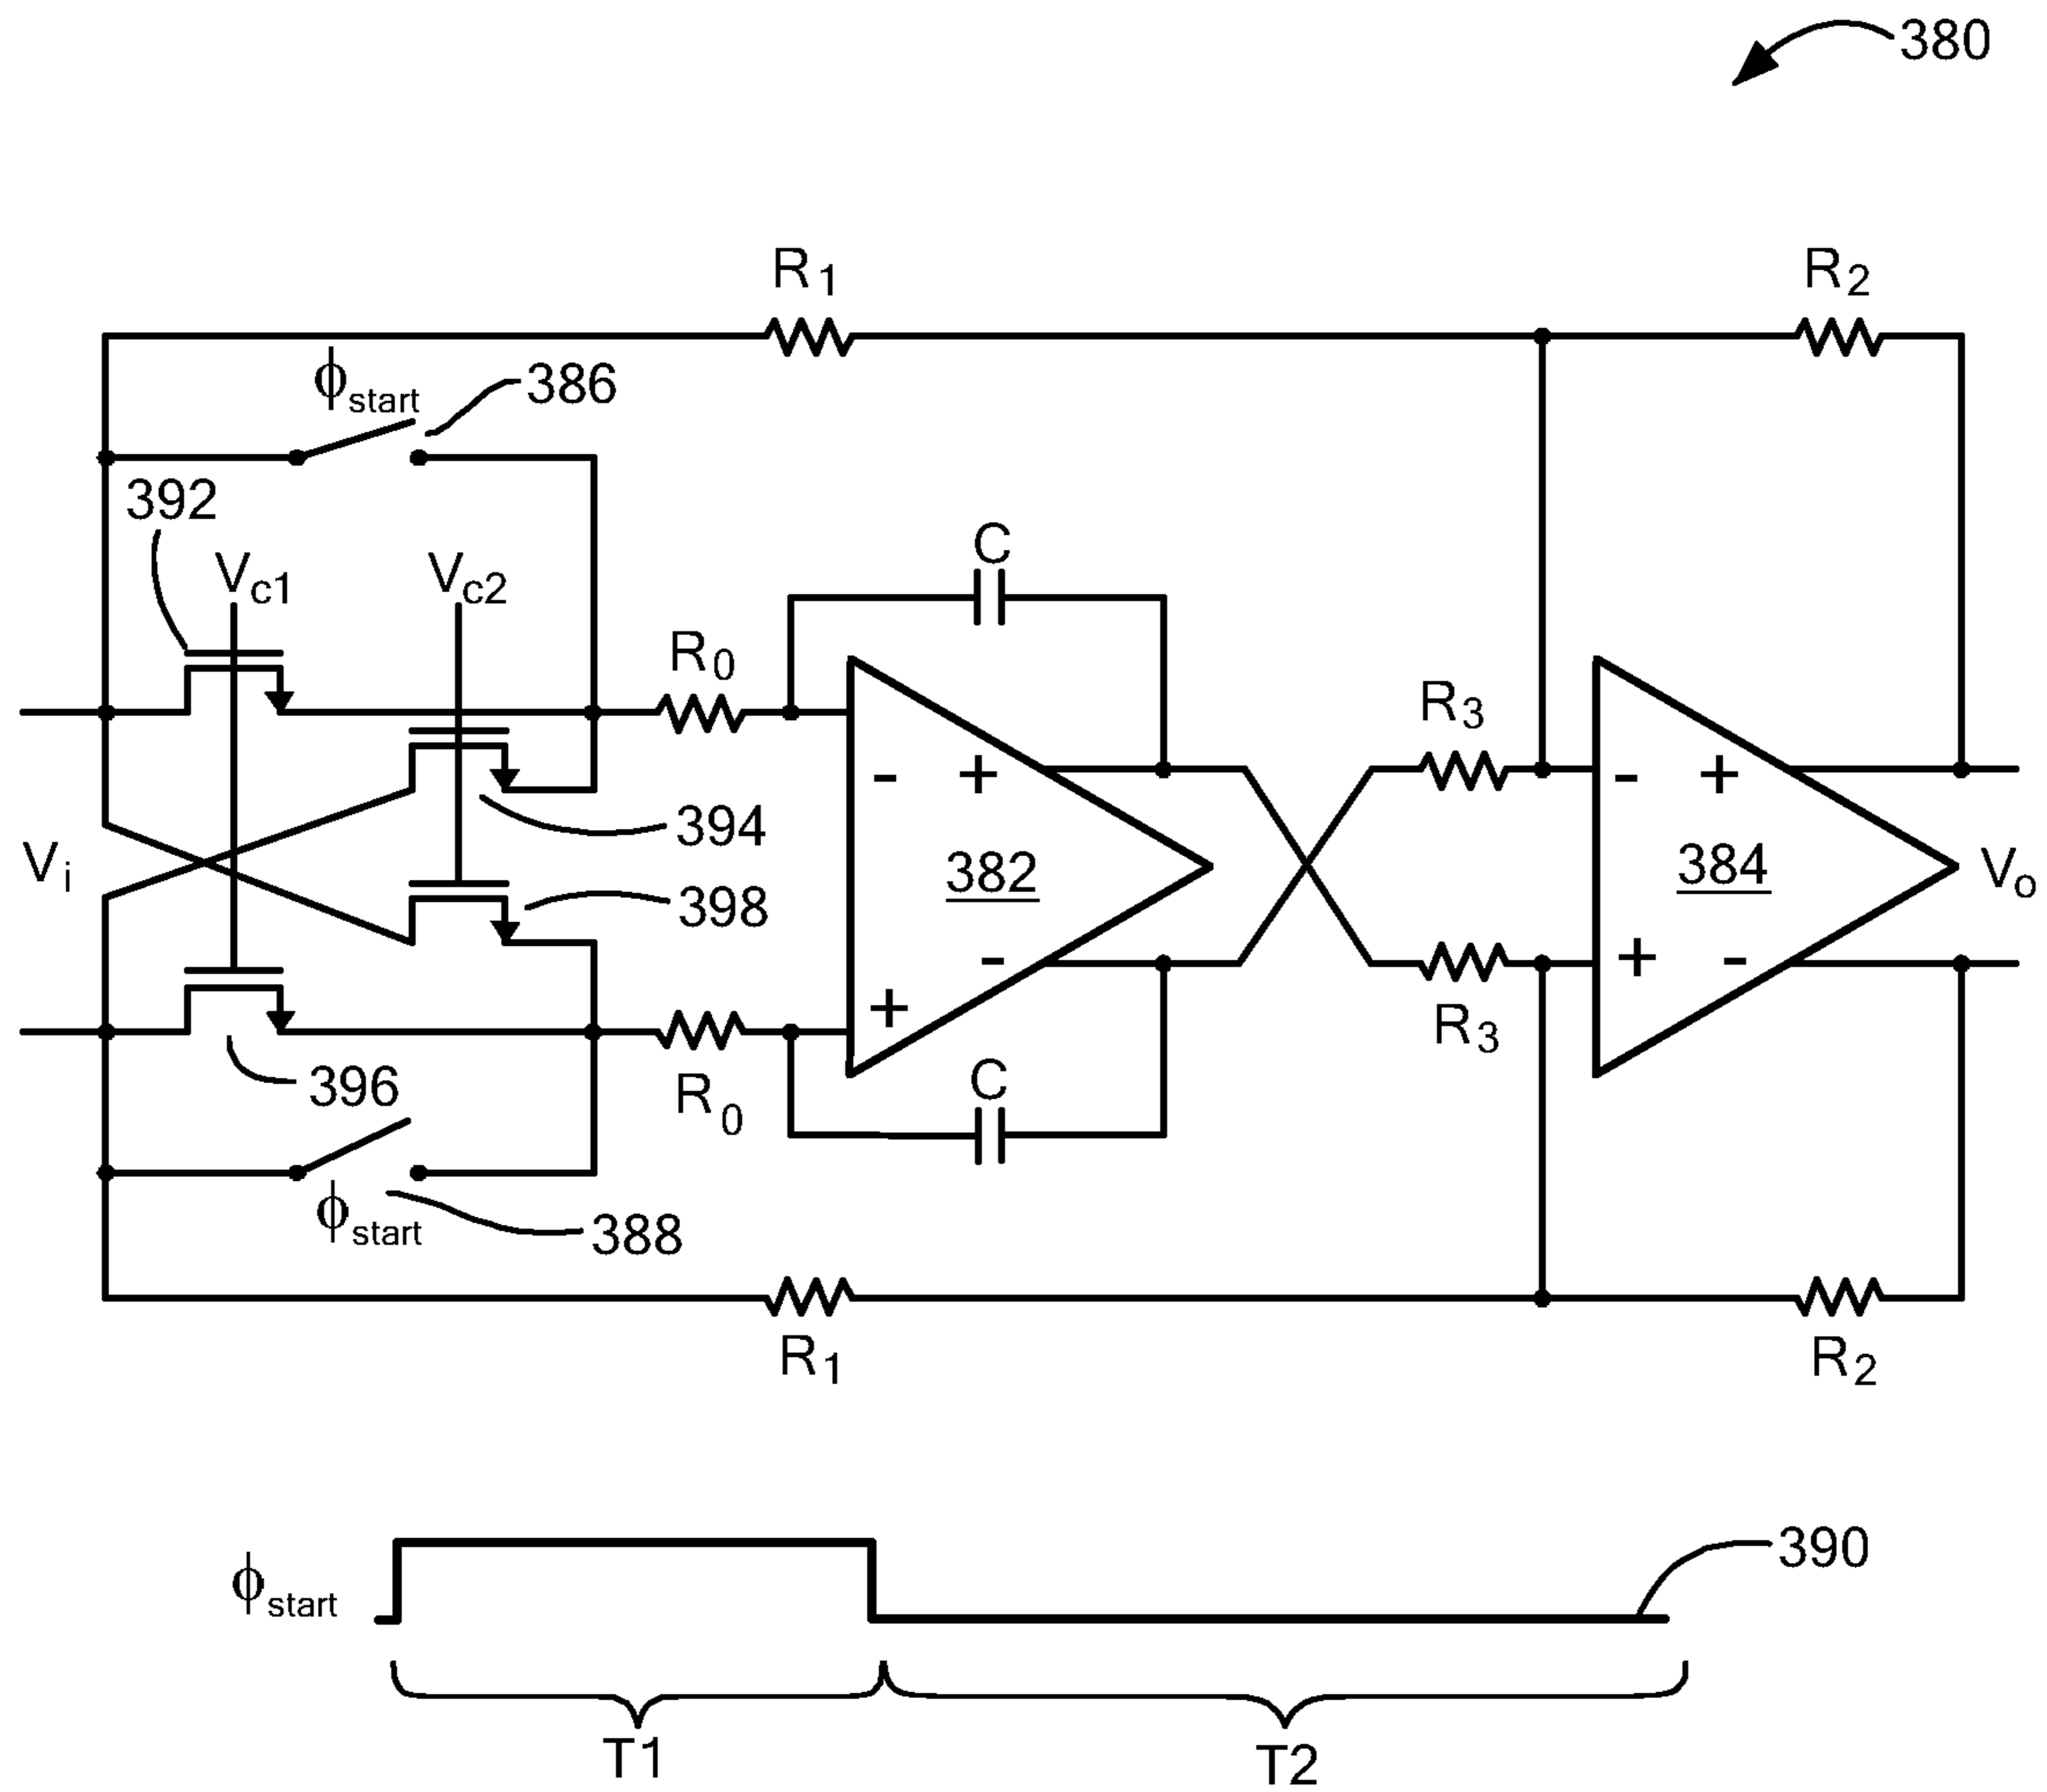 380
R1
R2
ϕstart
386
392
Vc1
Vc2
C
R0
R3
-
+
-
+
394
Vi
382
384
Vo
398
-
+
+
-
R3
396
R0
C
ϕstart
388
R1
R2
ϕstart
390
T1
T2